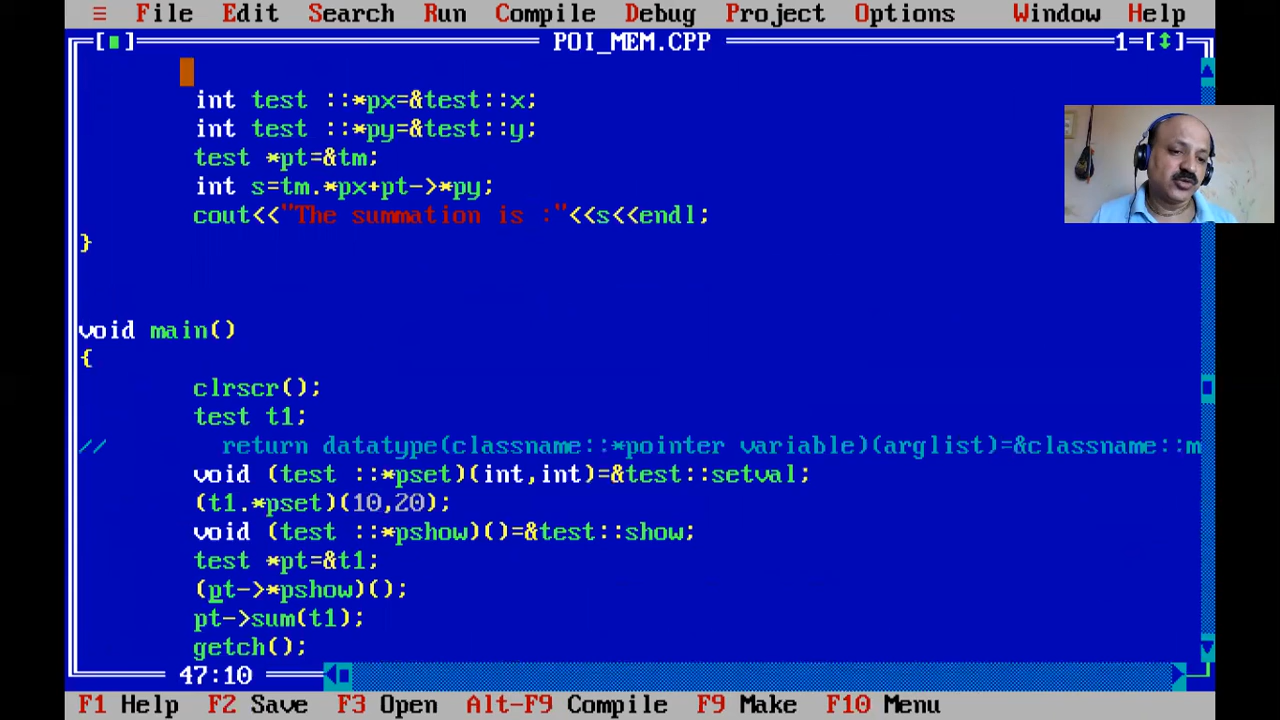 ≡ File Edit Search Run Compile Debug Project Options Window Help
[■] POI_MEM.CPP 1=[↕]
int test ::*px=&test::x;
int test ::*py=&test::y;
test *pt=&tm;
int s=tm.*px+pt->*py;
cout<<"The summation is :"<<s<<endl;
}
void main()
{
clrscr();
test t1;
// return datatype(classname::*pointer variable)(arglist)=&classname::m
void (test ::*pset)(int,int)=&test::setval;
(t1.*pset)(10,20);
void (test ::*pshow)()=&test::show;
test *pt=&t1;
(pt->*pshow)();
pt->sum(t1);
getch();
47:10
F1 Help F2 Save F3 Open Alt-F9 Compile F9 Make F10 Menu